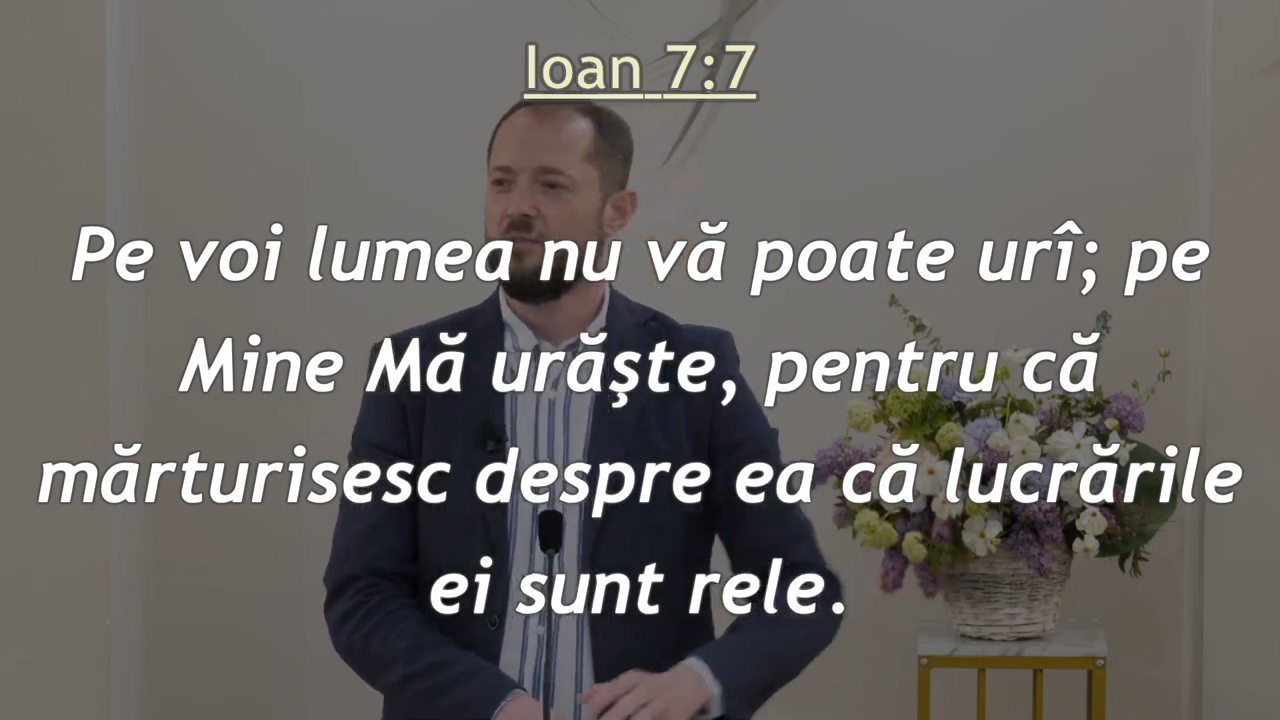 Ioan 7:7
Pe voi lumea nu vă poate urî; pe
Mine Mă urăşte, pentru că
mărturisesc despre ea că lucrările
ei sunt rele.